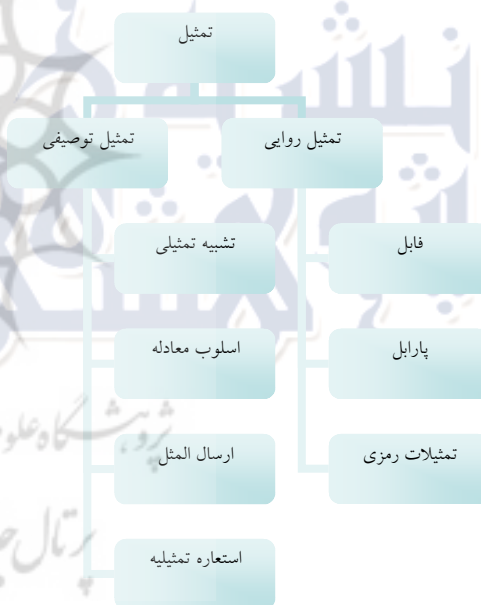 تمثیل
تمثیل روایی
تمثیل توصیفی
فابل
تشبیه تمثیلی
پارابل
اسلوب معادله
تمثیلات رمزی
ارسال المثل
استعاره تمثیلیه